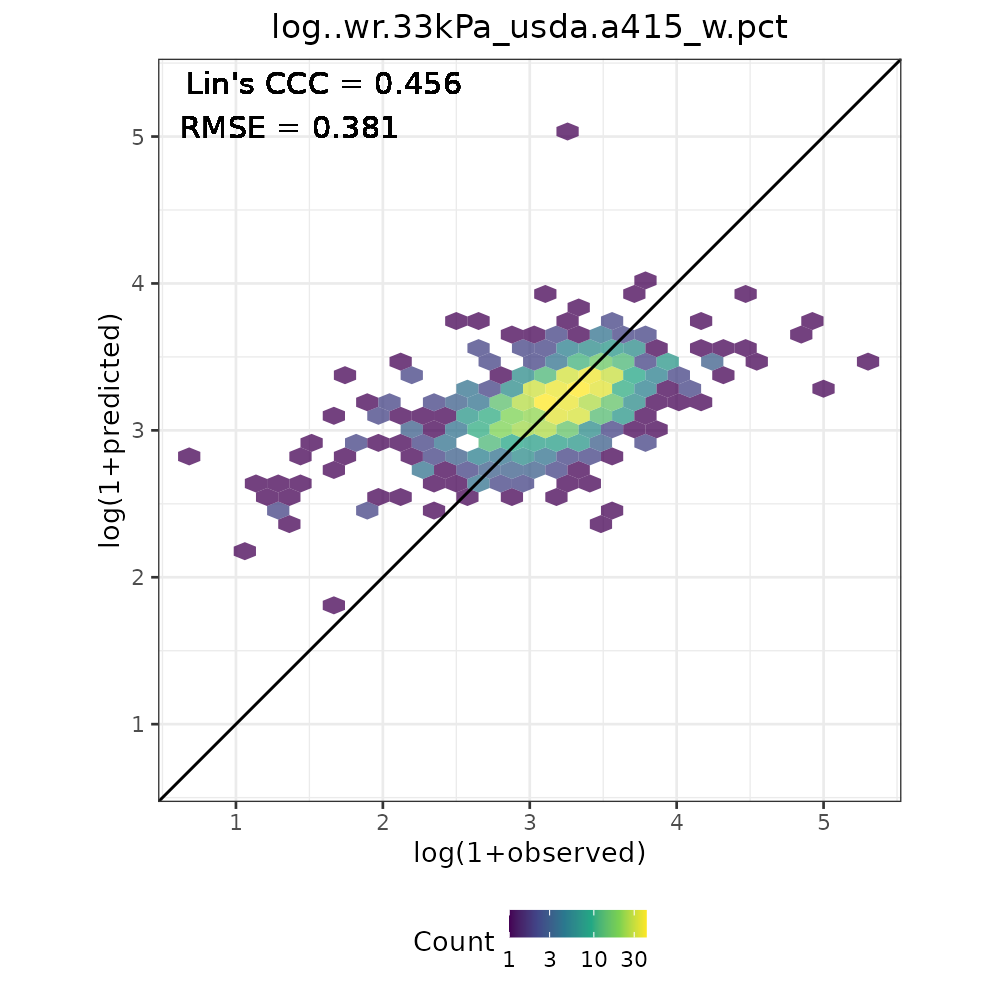 log..wr.33kPa_usda.a415_w.pct
Lin's CCC = 0.456
RMSE = 0.381
5
4
3
2
1
log(1+predicted)
1 2 3 4 5
log(1+observed)
Count
1 3 10 30